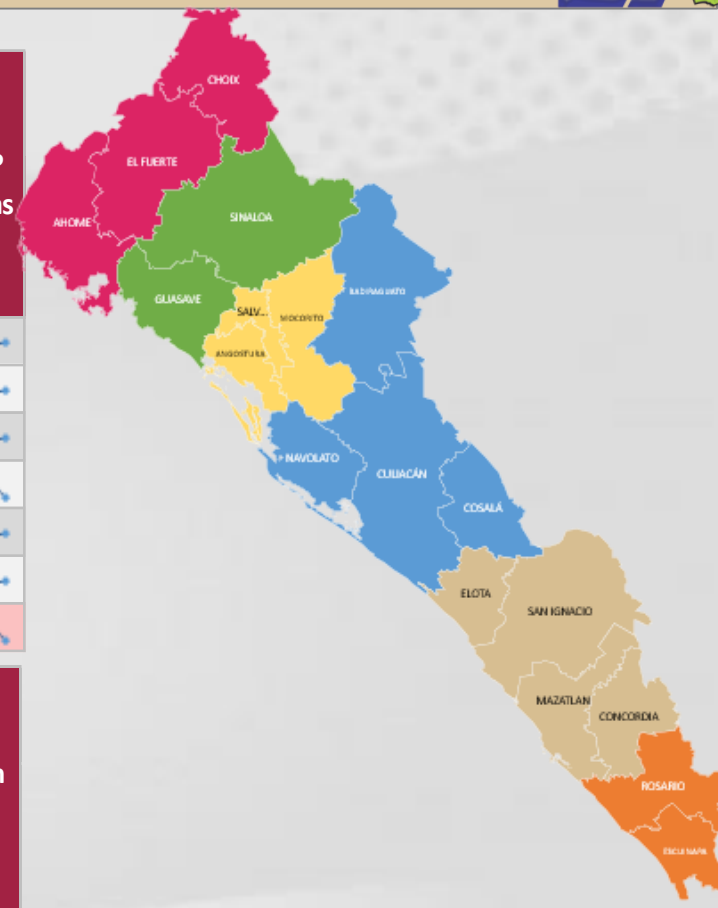 CHOIX
EL FUERTE
AHOME
as
SINALOA
GUASAVE
BADIRAGUATO
SALV...
MOCORITO
ANGOSTURA
NAVOLATO
CULIACÁN
COSALÁ
ELOTA
SAN IGNACIO
MAZATLAN
CONCORDIA
ROSARIO
ESCUINAPA